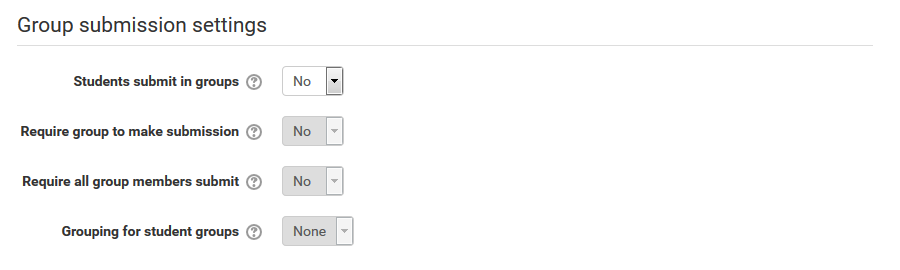 Group submission settings
Students submit in groups ? No
Require group to make submission ? No
Require all group members submit ? No
Grouping for student groups ? None